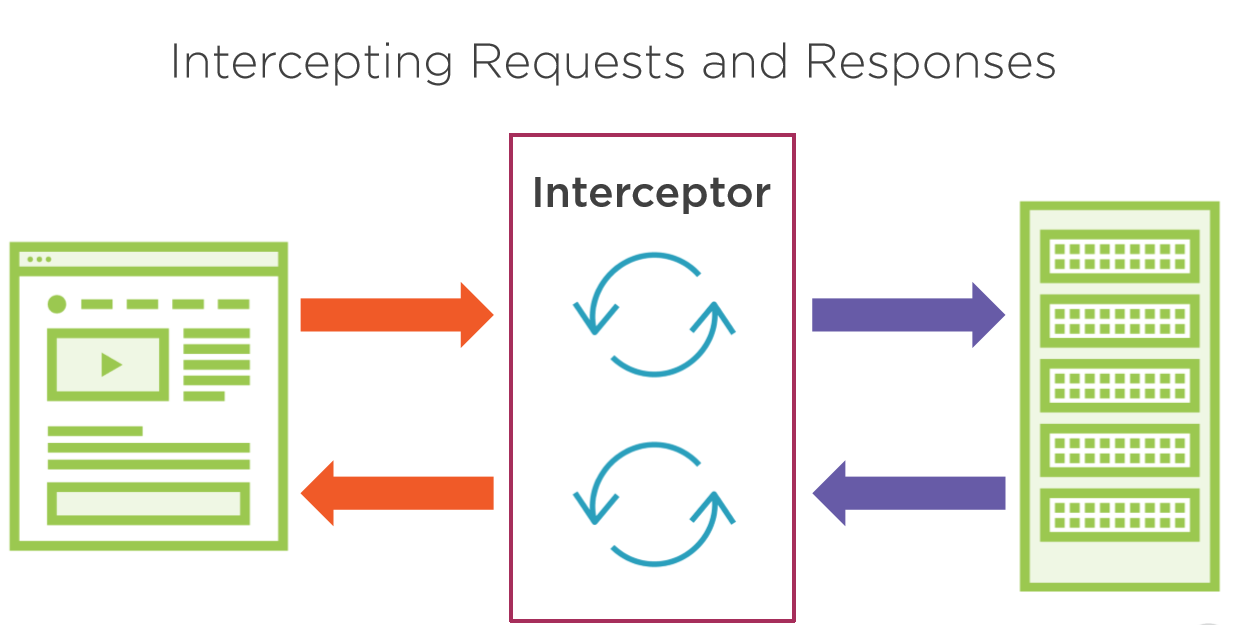 Intercepting Requests and Responses
Interceptor